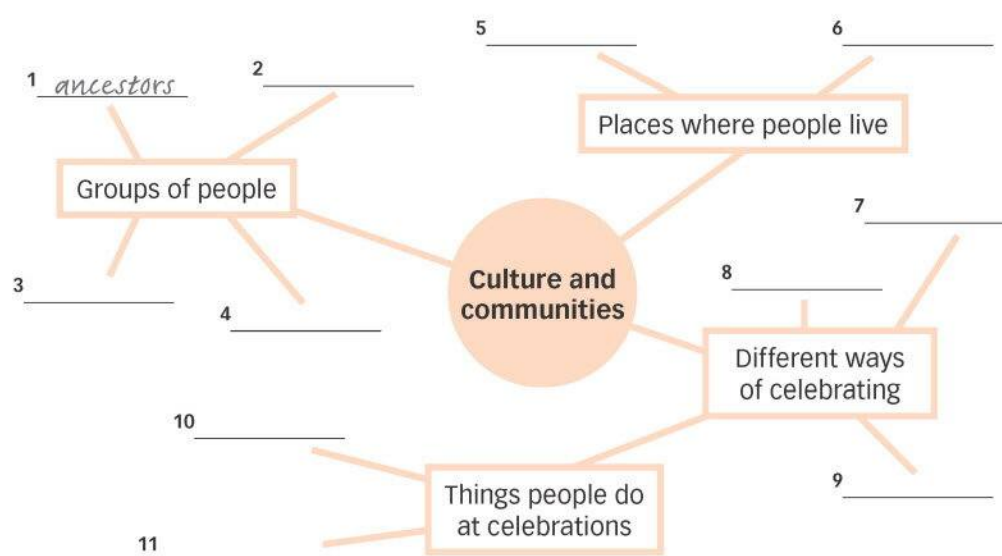 5
6
1 ancestors
2
Places where people live
Groups of people
7
3
4
Culture and
communities
8
Different ways
of celebrating
10
9
Things people do
at celebrations
11